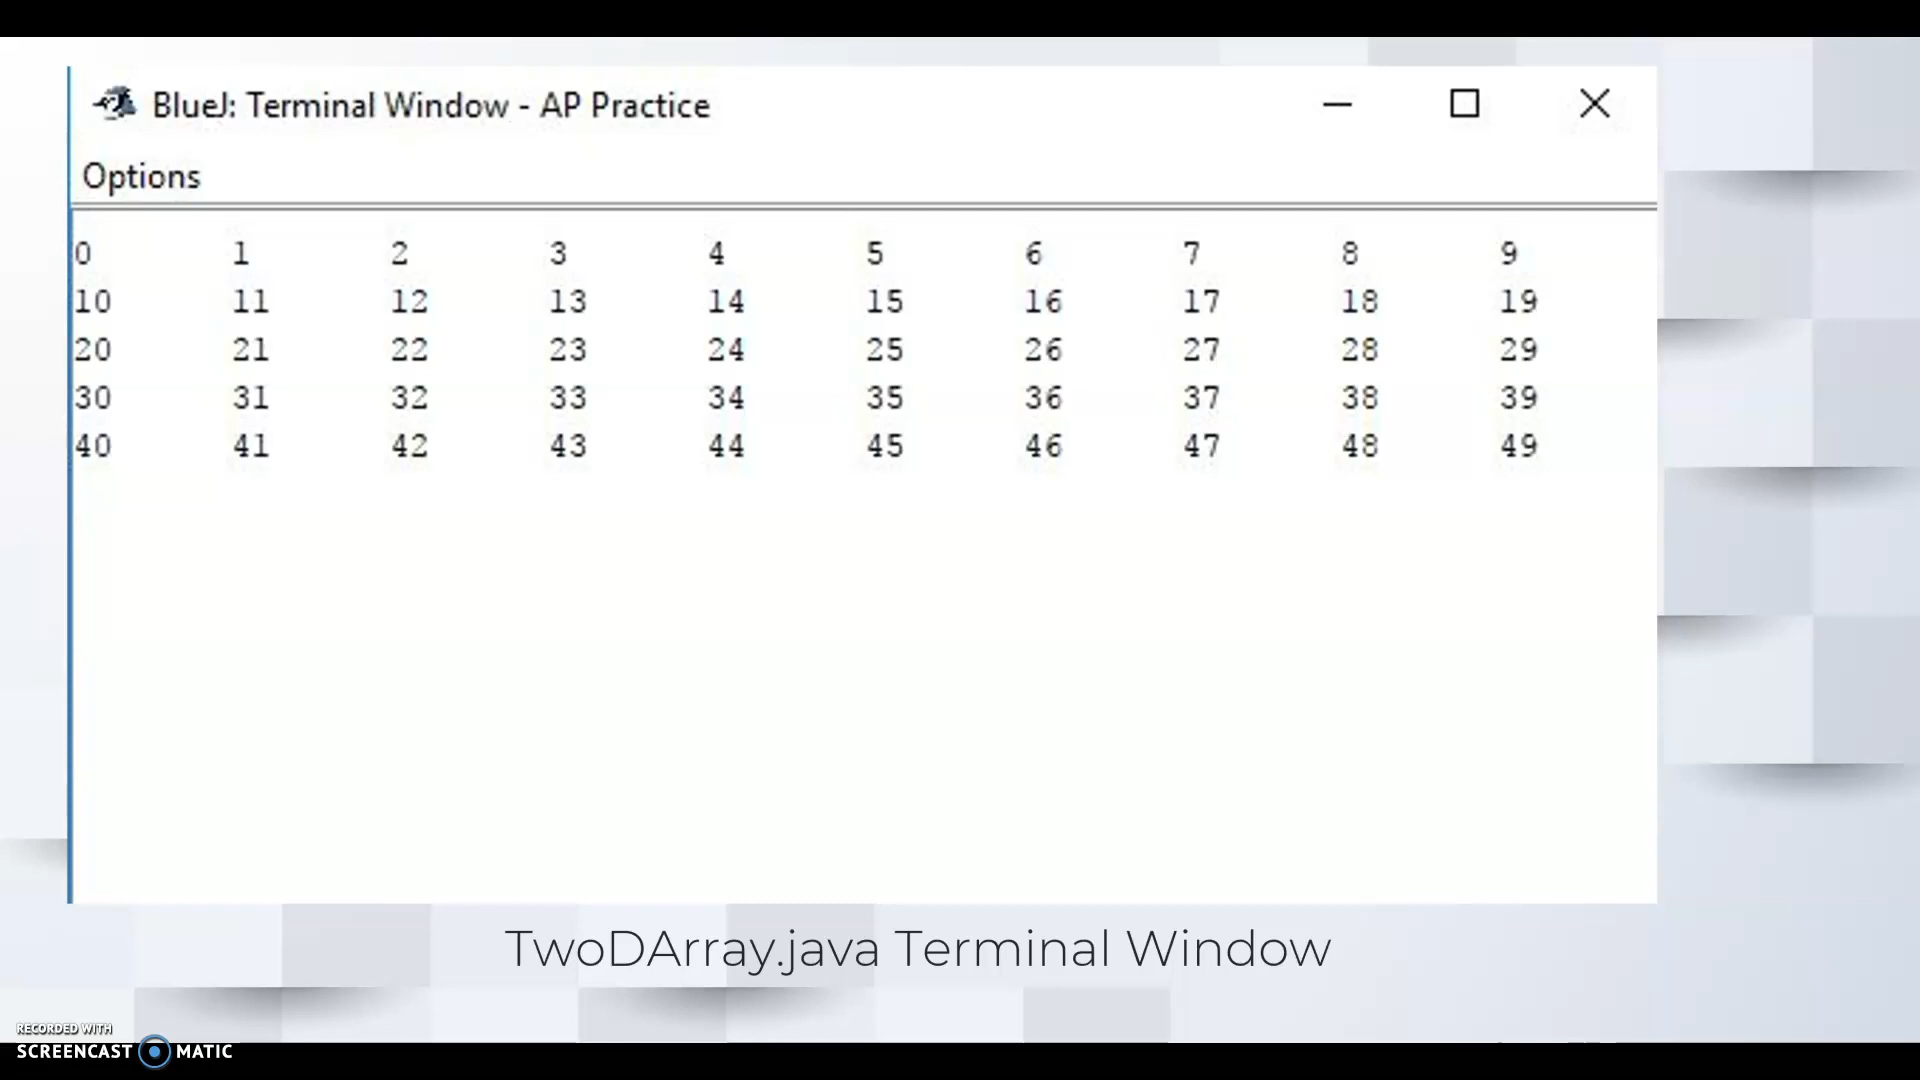 BlueJ: Terminal Window - AP Practice
Options
0 1 2 3 4 5 6 7 8 9
10 11 12 13 14 15 16 17 18 19
20 21 22 23 24 25 26 27 28 29
30 31 32 33 34 35 36 37 38 39
40 41 42 43 44 45 46 47 48 49
TwoDArray.java Terminal Window
RECORDED WITH
SCREENCAST MATIC